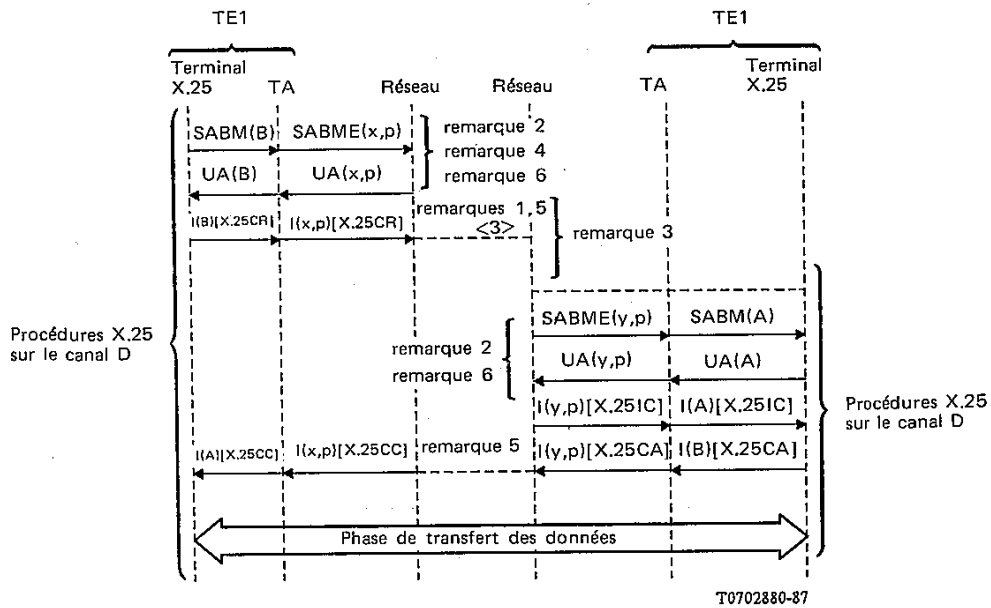 TE1
TE1
Terminal
X.25
TA
Réseau
Réseau
TA
Terminal
X.25
SABM(B)
SABME(x,p)
remarque 2
remarque 4
remarque 6
UA(B)
UA(x,p)
remarques 1,5
<3>
I(B)[X.25CR]
I(x,p)[X.25CR]
remarque 3
SABME(y,p)
SABM(A)
Procédures X.25
sur le canal D
remarque 2
remarque 6
UA(y,p)
UA(A)
I(y,p)[X.25IC]
I(A)[X.25IC]
Procédures X.25
sur le canal D
I(A)[X.25CC]
I(x,p)[X.25CC]
remarque 5
I(y,p)[X.25CA]
I(B)[X.25CA]
Phase de transfert des données
T0702880-87